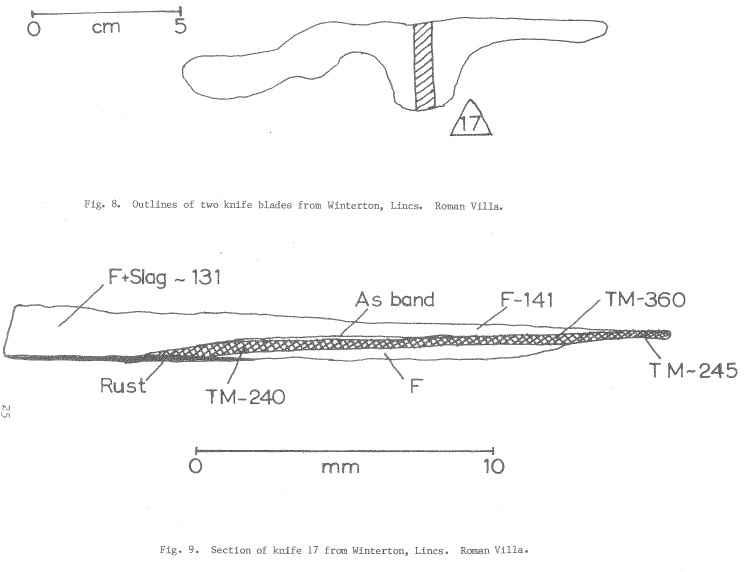 0 cm 5
17
Fig. 8. Outlines of two knife blades from Winterton, Lincs. Roman Villa.
F+Slag ~ 131
As band
F-141
TM-360
Rust
TM-240
F
TM~245
25
0 mm 10
Fig. 9. Section of knife 17 from Winterton, Lincs. Roman Villa.